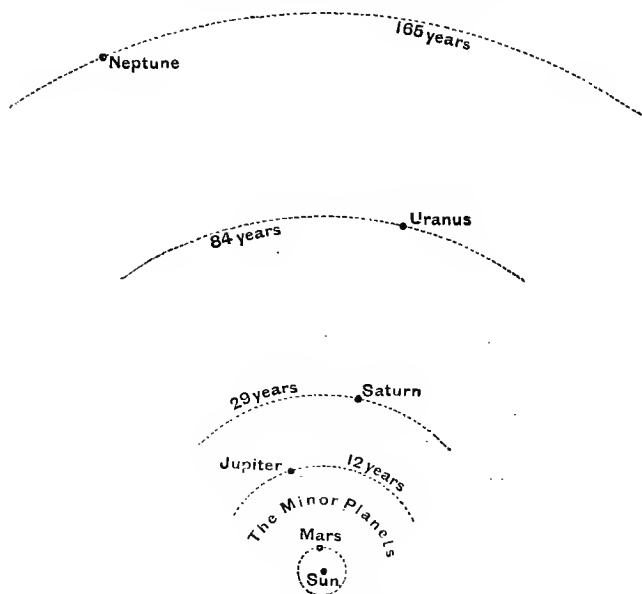 165 years
Neptune
Uranus
84 years
Saturn
29 years
Jupiter
12 years
The Minor Planets
Mars
Sun